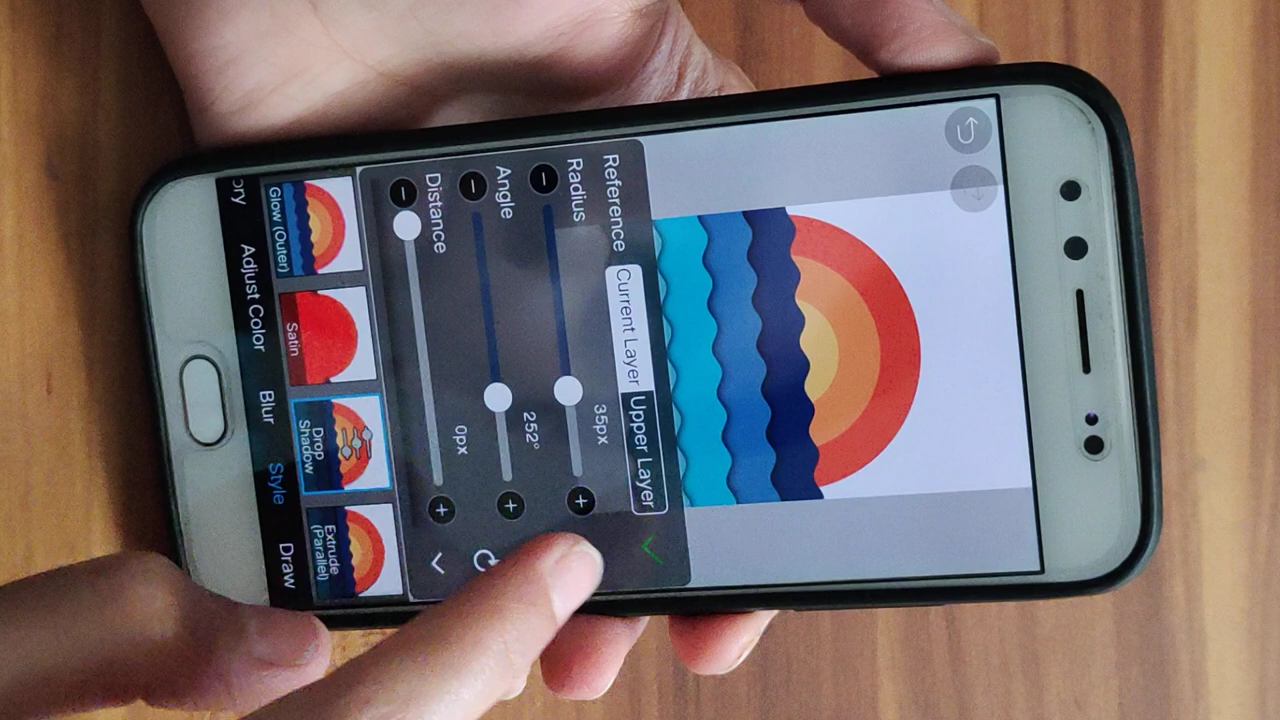 Reference Current Layer Upper Layer
Radius 35px
Angle 252°
Distance 0px
Glow (Outer)
Satin
Drop
Shadow
Extrude
(Parallel)
Adjust Color Blur Style Draw